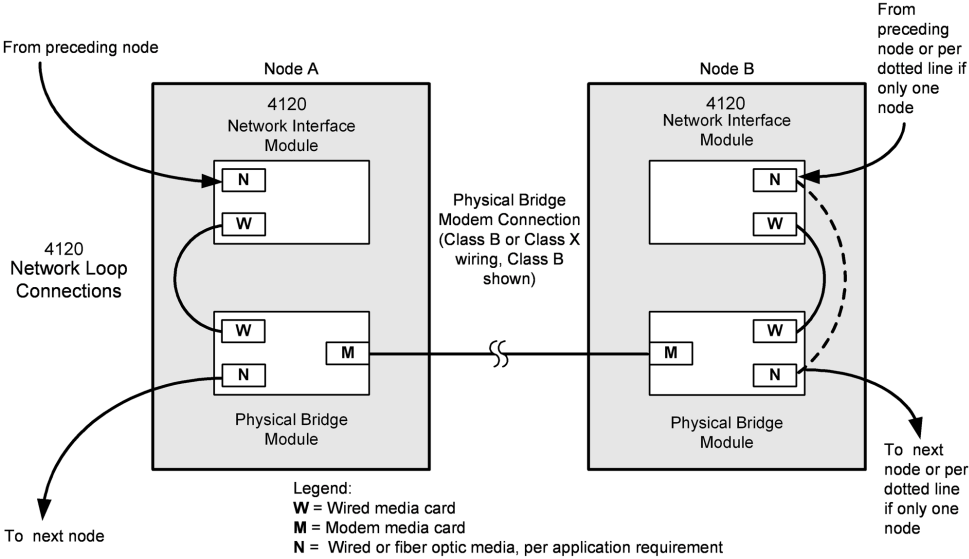 From preceding node
From
preceding
node or per
dotted line if
only one
node
Node A
Node B
4120
Network Interface
Module
N
W
4120
Network Interface
Module
N
W
4120
Network Loop
Connections
Physical Bridge
Modem Connection
(Class B or Class X
wiring, Class B
shown)
W
N
M
Physical Bridge
Module
M
W
N
Physical Bridge
Module
To next node
To next
node or per
dotted line
if only one
node
Legend:
W = Wired media card
M = Modem media card
N = Wired or fiber optic media, per application requirement